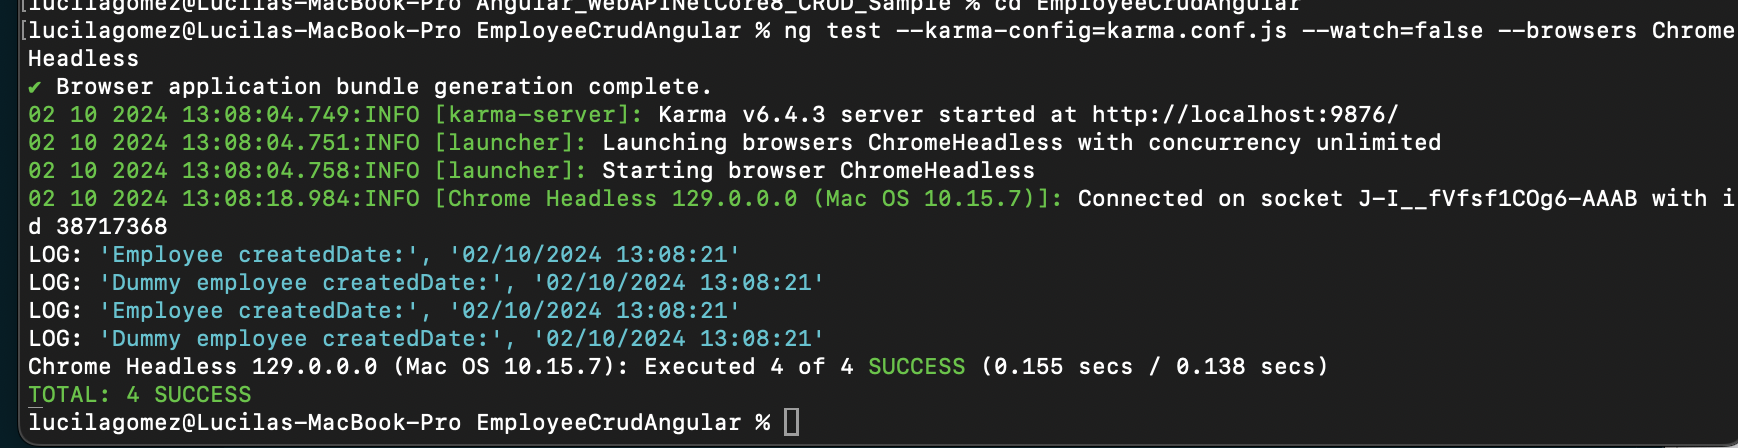 [lucilagomez@Lucilas-MacBook-Pro Angular_WebAPINetCore8_CRUD_Sample % cd EmployeeCrudAngular
[lucilagomez@Lucilas-MacBook-Pro EmployeeCrudAngular % ng test --karma-config=karma.conf.js --watch=false --browsers Chrome
Headless
✔ Browser application bundle generation complete.
02 10 2024 13:08:04.749:INFO [karma-server]: Karma v6.4.3 server started at http://localhost:9876/
02 10 2024 13:08:04.751:INFO [launcher]: Launching browsers ChromeHeadless with concurrency unlimited
02 10 2024 13:08:04.758:INFO [launcher]: Starting browser ChromeHeadless
02 10 2024 13:08:18.984:INFO [Chrome Headless 129.0.0.0 (Mac OS 10.15.7)]: Connected on socket J-I__fVfsf1COg6-AAAB with i
d 38717368
LOG: 'Employee createdDate:', '02/10/2024 13:08:21'
LOG: 'Dummy employee createdDate:', '02/10/2024 13:08:21'
LOG: 'Employee createdDate:', '02/10/2024 13:08:21'
LOG: 'Dummy employee createdDate:', '02/10/2024 13:08:21'
Chrome Headless 129.0.0.0 (Mac OS 10.15.7): Executed 4 of 4 SUCCESS (0.155 secs / 0.138 secs)
TOTAL: 4 SUCCESS
lucilagomez@Lucilas-MacBook-Pro EmployeeCrudAngular %